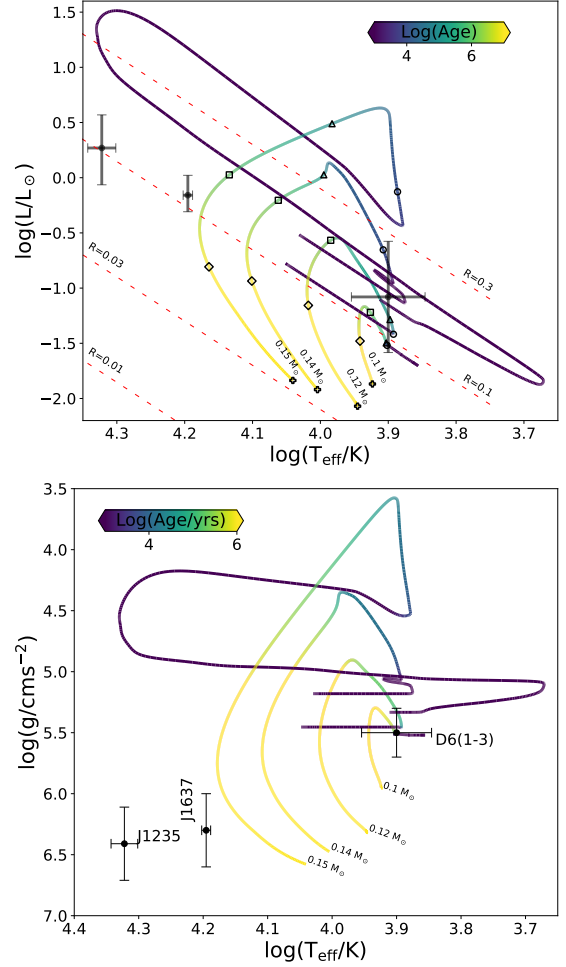 Log(Age)
4 6
1.5
1.0
0.5
0.0
−0.5
−1.0
−1.5
−2.0
log(L/L⊙)
R=0.03
R=0.01
R=0.3
R=0.1
0.15 M⊙
0.14 M⊙
0.12 M⊙
0.1 M⊙
4.3 4.2 4.1 4.0 3.9 3.8 3.7
log(Teff/K)
Log(Age/yrs)
4 6
3.5
4.0
4.5
5.0
5.5
6.0
6.5
7.0
log(g/cms−2)
D6(1-3)
J1637
J1235
0.1 M⊙
0.12 M⊙
0.14 M⊙
0.15 M⊙
4.4 4.3 4.2 4.1 4.0 3.9 3.8 3.7
log(Teff/K)